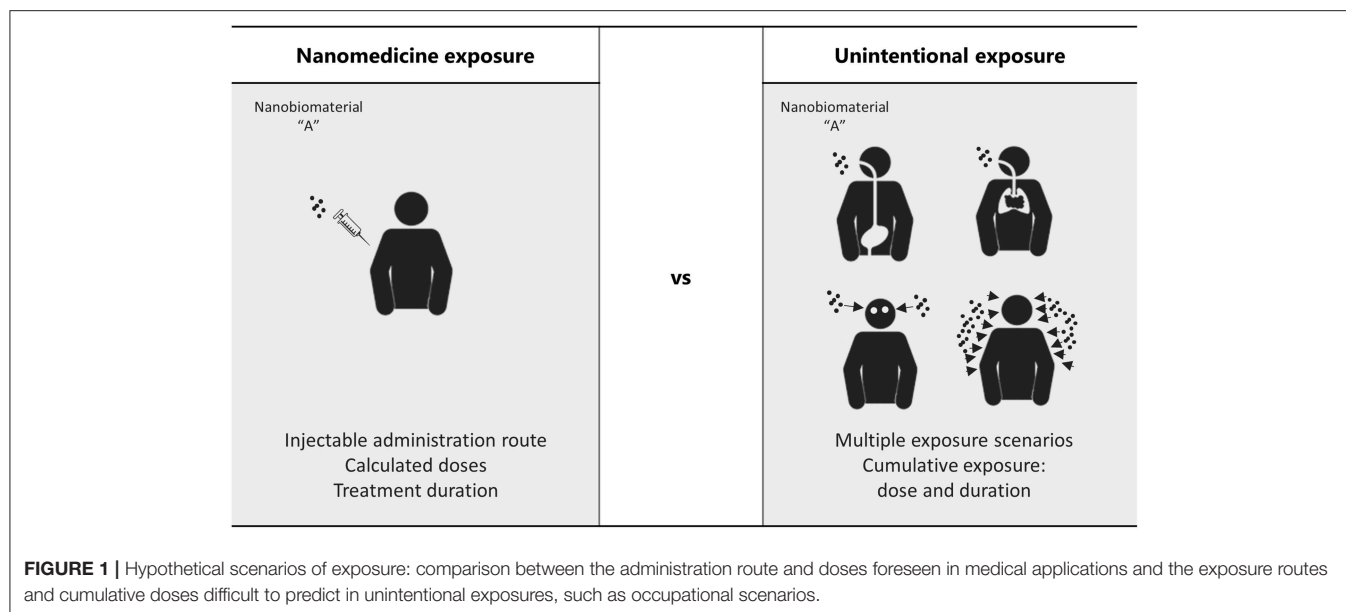 Nanomedicine exposure
Nanobiomaterial
“A”
Injectable administration route
Calculated doses
Treatment duration
vs
Unintentional exposure
Nanobiomaterial
“A”
Multiple exposure scenarios
Cumulative exposure:
dose and duration
FIGURE 1 | Hypothetical scenarios of exposure: comparison between the administration route and doses foreseen in medical applications and the exposure routes
and cumulative doses difficult to predict in unintentional exposures, such as occupational scenarios.